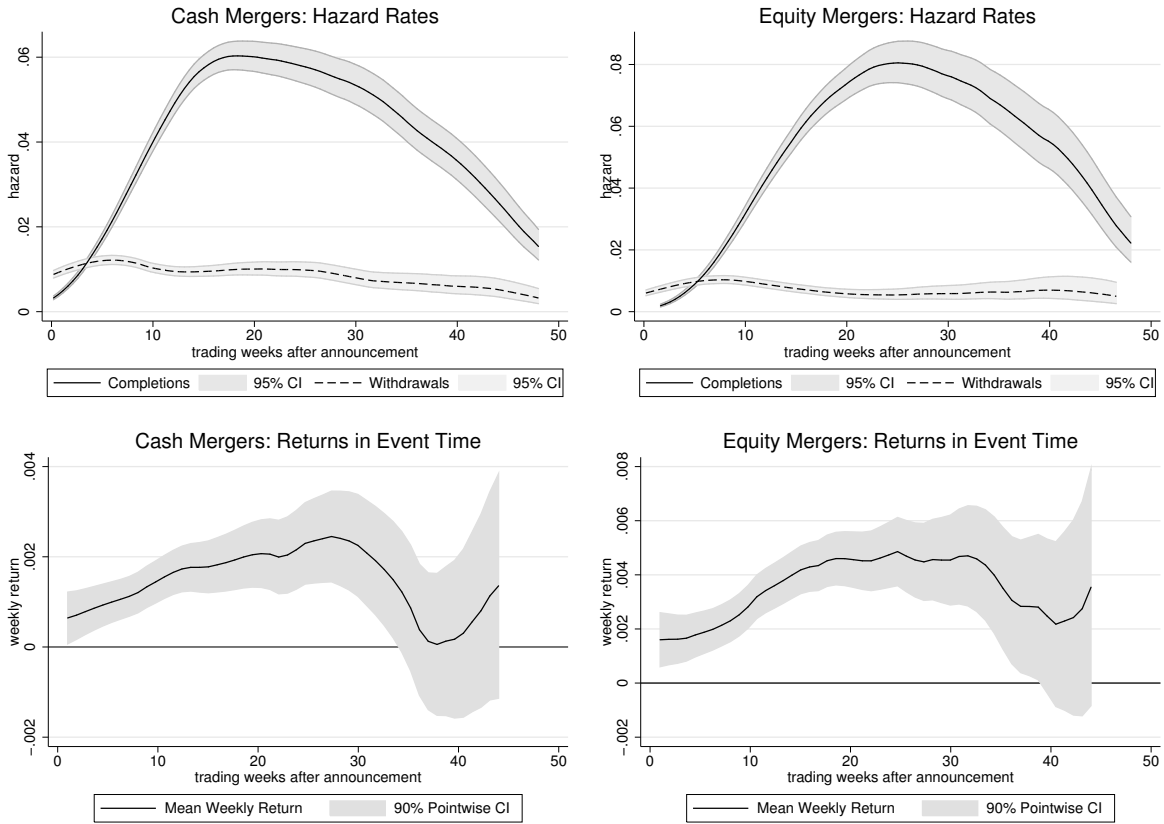 Cash Mergers: Hazard Rates
hazard
.06
.04
.02
0
0 10 20 30 40 50
trading weeks after announcement
Completions 95% CI Withdrawals 95% CI
Equity Mergers: Hazard Rates
hazard
.08
.06
.04
.02
0
0 10 20 30 40 50
trading weeks after announcement
Completions 95% CI Withdrawals 95% CI
Cash Mergers: Returns in Event Time
weekly return
.004
.002
0
-.002
0 10 20 30 40 50
trading weeks after announcement
Mean Weekly Return 90% Pointwise CI
Equity Mergers: Returns in Event Time
weekly return
.008
.006
.004
.002
0
-.002
0 10 20 30 40 50
trading weeks after announcement
Mean Weekly Return 90% Pointwise CI